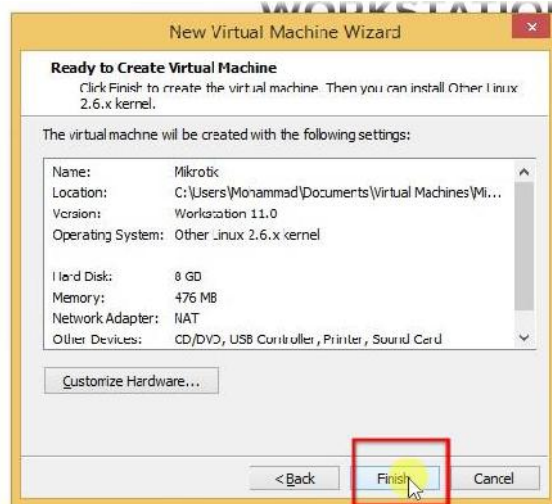 WORKSTATION
New Virtual Machine Wizard
Ready to Create Virtual Machine
Click Finish to create the virtual machine. Then you can install Other Linux
2.6.x kernel.
The virtual machine will be created with the following settings:
Name: Mikrotik
Location: C:\Users\Mohammad\Documents\Virtual Machines\Mi...
Version: Workstation 11.0
Operating System: Other Linux 2.6.x kernel
Hard Disk: 8 GD
Memory: 476 MB
Network Adapter: NAT
Other Devices: CD/DVD, USB Controller, Printer, Sound Card
Customize Hardware...
< Back Finish Cancel